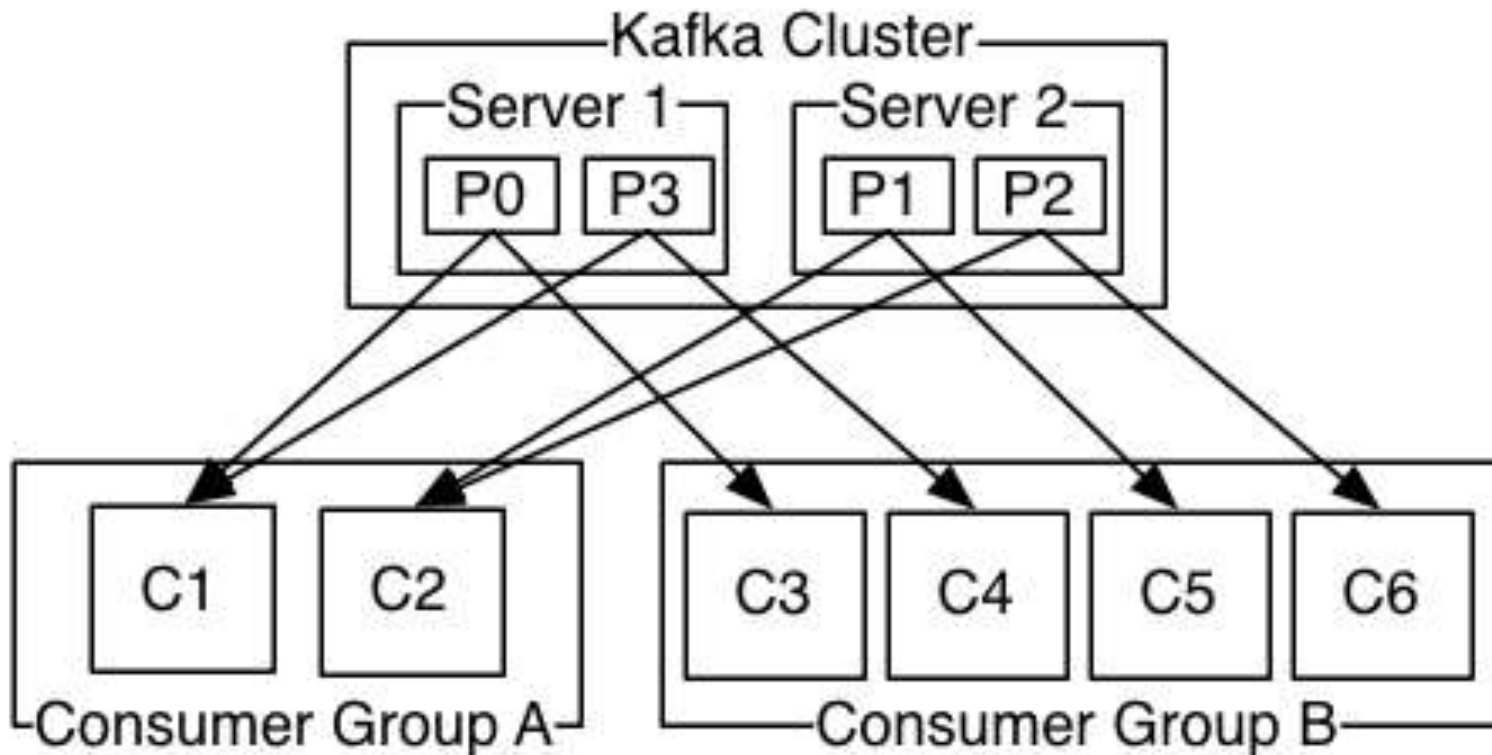 Kafka Cluster
Server 1 Server 2
P0 P3 P1 P2
C1 C2 C3 C4 C5 C6
Consumer Group A Consumer Group B